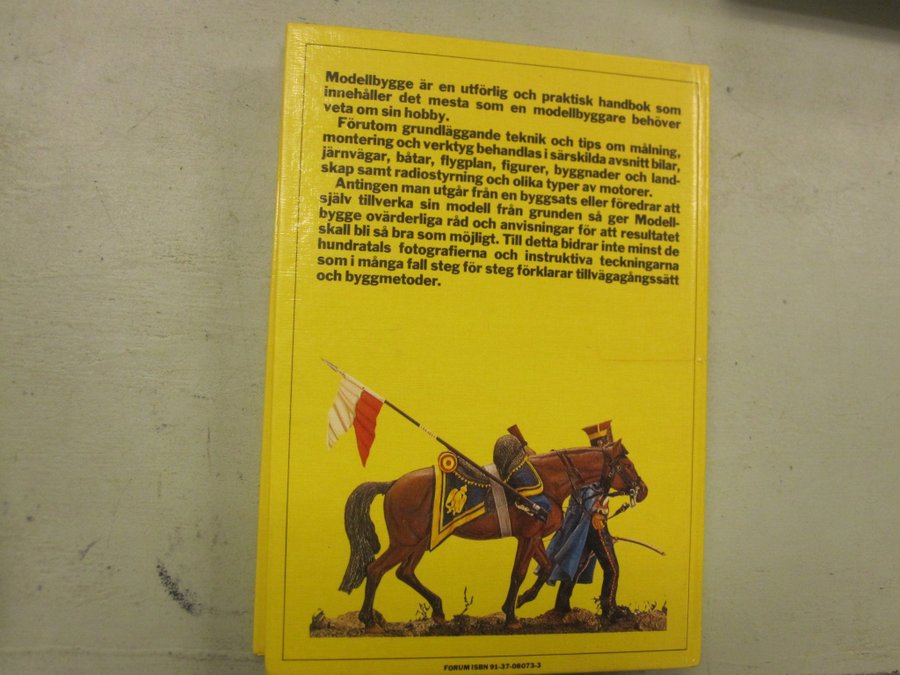 Modellbygge är en utförlig och praktisk handbok som
innehåller det mesta som en modellbyggare behöver
veta om sin hobby.
Förutom grundläggande teknik och tips om målning,
montering och verktyg behandlas i särskilda avsnitt bilar,
järnvägar, båtar, flygplan, figurer, byggnader och land-
skap samt radiostyrning och olika typer av motorer.
Antingen man utgår från en byggsats eller föredrar att
själv tillverka sin modell från grunden så ger Modell-
bygge ovärderliga råd och anvisningar för att resultatet
skall bli så bra som möjligt. Till detta bidrar inte minst de
hundratals fotografierna och instruktiva teckningarna
som i många fall steg för steg förklarar tillvägagångssätt
och byggmetoder.
FORUM ISBN 91-37-08073-3